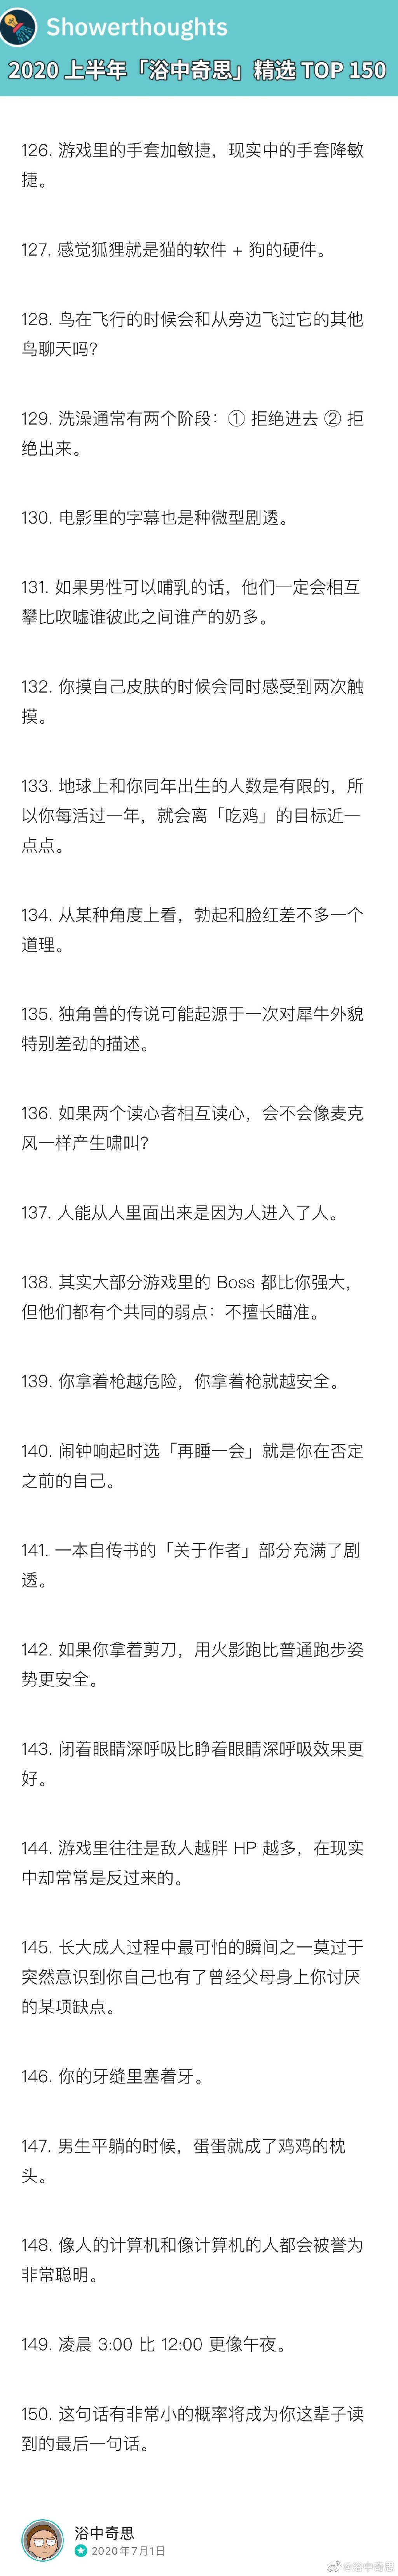 Showerthoughts
2020 上半年「浴中奇思」精选 TOP 150
126. 游戏里的手套加敏捷，现实中的手套降敏
捷。
127. 感觉狐狸就是猫的软件 + 狗的硬件。
128. 鸟在飞行的时候会和从旁边飞过它的其他
鸟聊天吗？
129. 洗澡通常有两个阶段：① 拒绝进去 ② 拒
绝出来。
130. 电影里的字幕也是种微型剧透。
131. 如果男性可以哺乳的话，他们一定会相互
攀比吹嘘谁彼此之间谁产的奶多。
132. 你摸自己皮肤的时候会同时感受到两次触
摸。
133. 地球上和你同年出生的人数是有限的，所
以你每活过一年，就会离「吃鸡」的目标近一
点点。
134. 从某种角度上看，勃起和脸红差不多一个
道理。
135. 独角兽的传说可能起源于一次对犀牛外貌
特别差劲的描述。
136. 如果两个读心者相互读心，会不会像麦克
风一样产生啸叫？
137. 人能从人里面出来是因为人进入了人。
138. 其实大部分游戏里的 Boss 都比你强大，
但他们都有个共同的弱点：不擅长瞄准。
139. 你拿着枪越危险，你拿着枪就越安全。
140. 闹钟响起时选「再睡一会」就是你在否定
之前的自己。
141. 一本自传书的「关于作者」部分充满了剧
透。
142. 如果你拿着剪刀，用火影跑比普通跑步姿
势更安全。
143. 闭着眼睛深呼吸比睁着眼睛深呼吸效果更
好。
144. 游戏里往往是敌人越胖 HP 越多，在现实
中却常常是反过来的。
145. 长大成人过程中最可怕的瞬间之一莫过于
突然意识到你自己也有了曾经父母身上你讨厌
的某项缺点。
146. 你的牙缝里塞着牙。
147. 男生平躺的时候，蛋蛋就成了鸡鸡的枕
头。
148. 像人的计算机和像计算机的人都会被誉为
非常聪明。
149. 凌晨 3:00 比 12:00 更像午夜。
150. 这句话有非常小的概率将成为你这辈子读
到的最后一句话。
浴中奇思
2020年7月1日
@浴中奇思